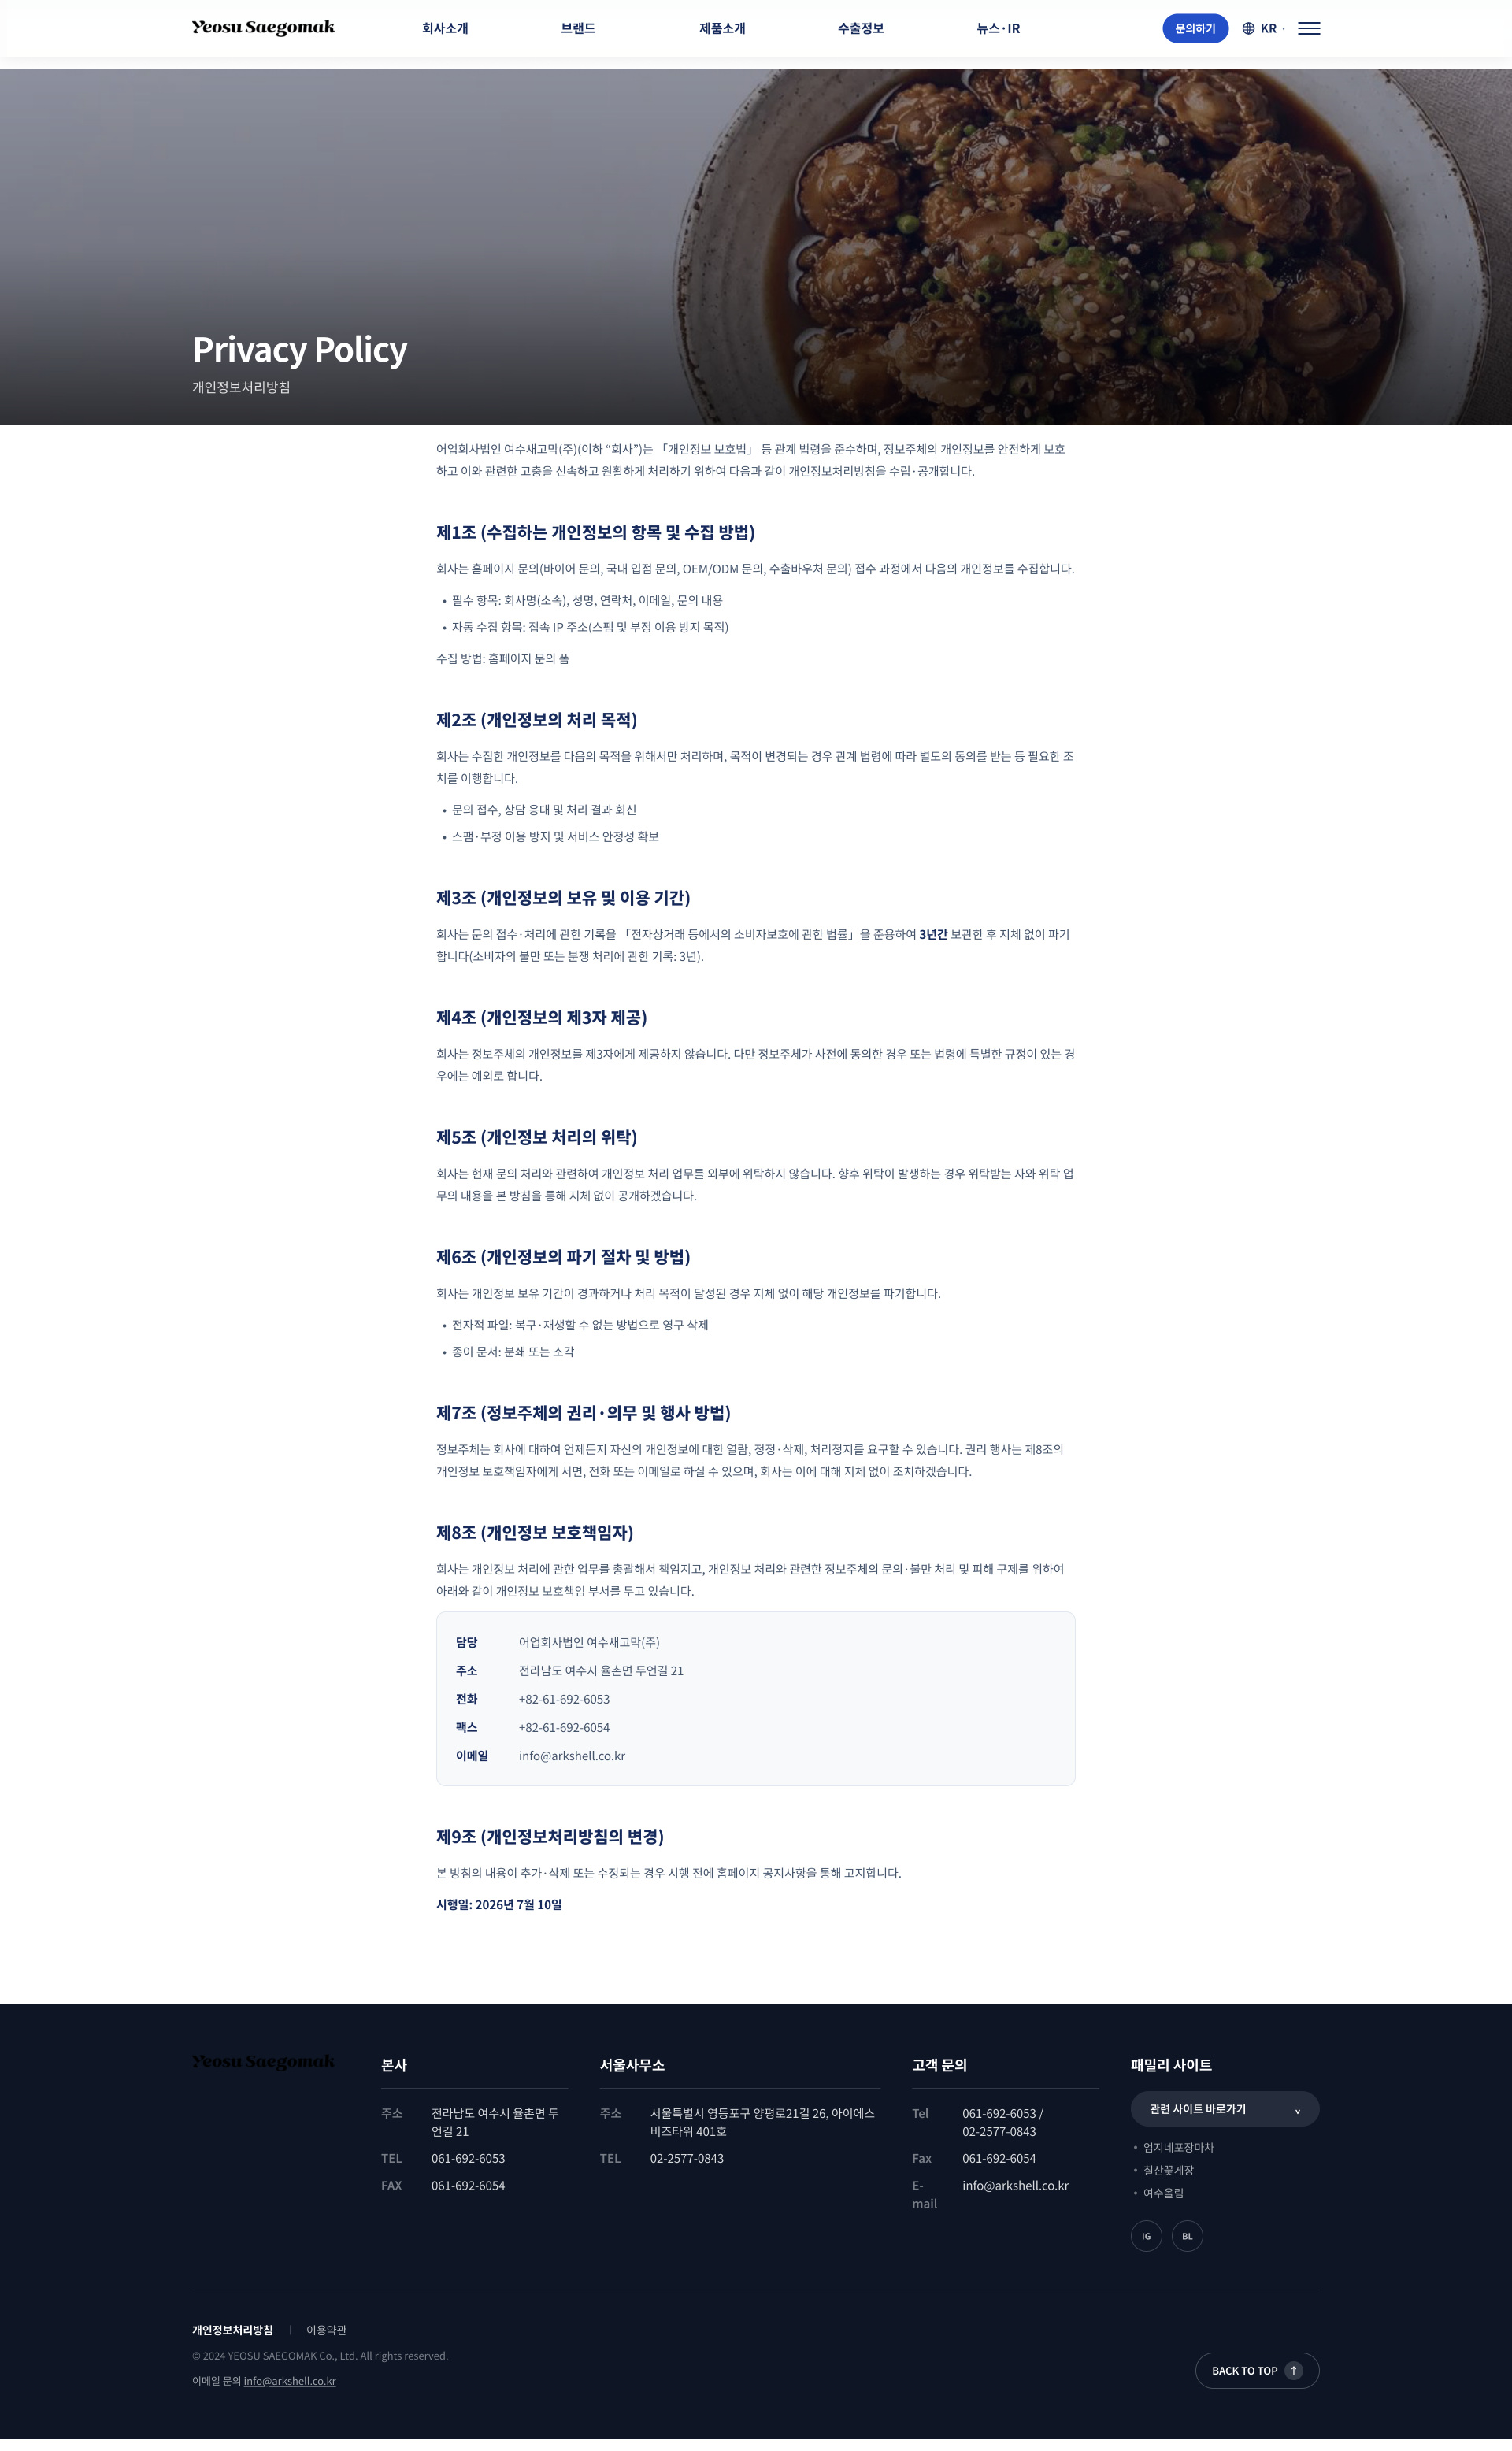 Yeosu Saegomak
회사소개
브랜드
제품소개
수출정보
뉴스·IR
문의하기
KR
Privacy Policy
개인정보처리방침
어업회사법인 여수새고막(주)(이하 “회사”)는 「개인정보 보호법」 등 관계 법령을 준수하며, 정보주체의 개인정보를 안전하게 보호
하고 이와 관련한 고충을 신속하고 원활하게 처리하기 위하여 다음과 같이 개인정보처리방침을 수립·공개합니다.
제1조 (수집하는 개인정보의 항목 및 수집 방법)
회사는 홈페이지 문의(바이어 문의, 국내 입점 문의, OEM/ODM 문의, 수출바우처 문의) 접수 과정에서 다음의 개인정보를 수집합니다.
• 필수 항목: 회사명(소속), 성명, 연락처, 이메일, 문의 내용
• 자동 수집 항목: 접속 IP 주소(스팸 및 부정 이용 방지 목적)
수집 방법: 홈페이지 문의 폼
제2조 (개인정보의 처리 목적)
회사는 수집한 개인정보를 다음의 목적을 위해서만 처리하며, 목적이 변경되는 경우 관계 법령에 따라 별도의 동의를 받는 등 필요한 조
치를 이행합니다.
• 문의 접수, 상담 응대 및 처리 결과 회신
• 스팸·부정 이용 방지 및 서비스 안정성 확보
제3조 (개인정보의 보유 및 이용 기간)
회사는 문의 접수·처리에 관한 기록을 「전자상거래 등에서의 소비자보호에 관한 법률」을 준용하여 3년간 보관한 후 지체 없이 파기
합니다(소비자의 불만 또는 분쟁 처리에 관한 기록: 3년).
제4조 (개인정보의 제3자 제공)
회사는 정보주체의 개인정보를 제3자에게 제공하지 않습니다. 다만 정보주체가 사전에 동의한 경우 또는 법령에 특별한 규정이 있는 경
우에는 예외로 합니다.
제5조 (개인정보 처리의 위탁)
회사는 현재 문의 처리와 관련하여 개인정보 처리 업무를 외부에 위탁하지 않습니다. 향후 위탁이 발생하는 경우 위탁받는 자와 위탁 업
무의 내용을 본 방침을 통해 지체 없이 공개하겠습니다.
제6조 (개인정보의 파기 절차 및 방법)
회사는 개인정보 보유 기간이 경과하거나 처리 목적이 달성된 경우 지체 없이 해당 개인정보를 파기합니다.
• 전자적 파일: 복구·재생할 수 없는 방법으로 영구 삭제
• 종이 문서: 분쇄 또는 소각
제7조 (정보주체의 권리·의무 및 행사 방법)
정보주체는 회사에 대하여 언제든지 자신의 개인정보에 대한 열람, 정정·삭제, 처리정지를 요구할 수 있습니다. 권리 행사는 제8조의
개인정보 보호책임자에게 서면, 전화 또는 이메일로 하실 수 있으며, 회사는 이에 대해 지체 없이 조치하겠습니다.
제8조 (개인정보 보호책임자)
회사는 개인정보 처리에 관한 업무를 총괄해서 책임지고, 개인정보 처리와 관련한 정보주체의 문의·불만 처리 및 피해 구제를 위하여
아래와 같이 개인정보 보호책임 부서를 두고 있습니다.
담당 어업회사법인 여수새고막(주)
주소 전라남도 여수시 율촌면 두언길 21
전화 +82-61-692-6053
팩스 +82-61-692-6054
이메일 info@arkshell.co.kr
제9조 (개인정보처리방침의 변경)
본 방침의 내용이 추가·삭제 또는 수정되는 경우 시행 전에 홈페이지 공지사항을 통해 고지합니다.
시행일: 2026년 7월 10일
Yeosu Saegomak
본사
주소 전라남도 여수시 율촌면 두
언길 21
TEL 061-692-6053
FAX 061-692-6054
서울사무소
주소 서울특별시 영등포구 양평로21길 26, 아이에스
비즈타워 401호
TEL 02-2577-0843
고객 문의
Tel 061-692-6053 /
02-2577-0843
Fax 061-692-6054
E-
mail info@arkshell.co.kr
패밀리 사이트
관련 사이트 바로가기
• 엄지네포장마차
• 칠산꽃게장
• 여수올림
IG
BL
개인정보처리방침 | 이용약관
© 2024 YEOSU SAEGOMAK Co., Ltd. All rights reserved.
이메일 문의 info@arkshell.co.kr
BACK TO TOP ↑